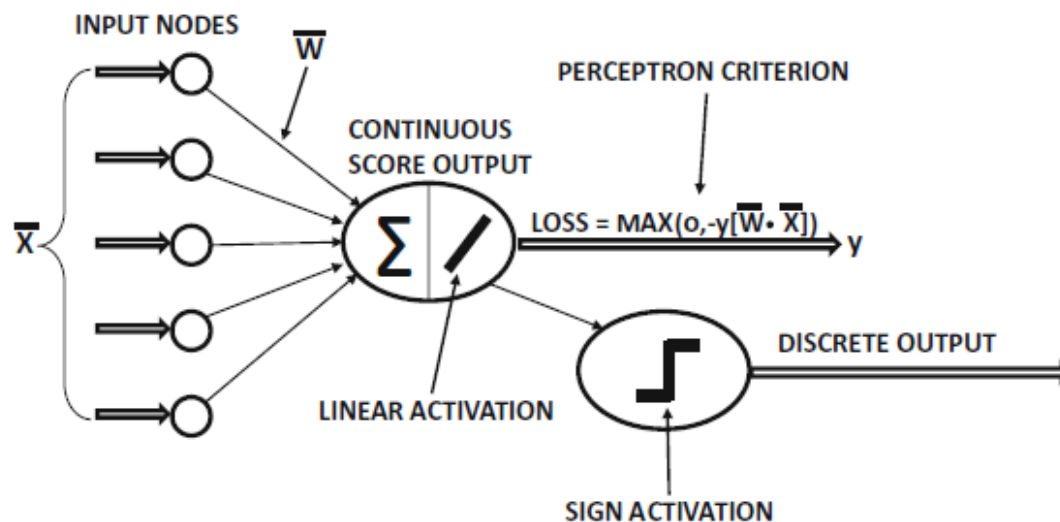 INPUT NODES
W
PERCEPTRON CRITERION
CONTINUOUS
SCORE OUTPUT
X
∑
LOSS = MAX(o,-y[W• X])
y
DISCRETE OUTPUT
LINEAR ACTIVATION
SIGN ACTIVATION